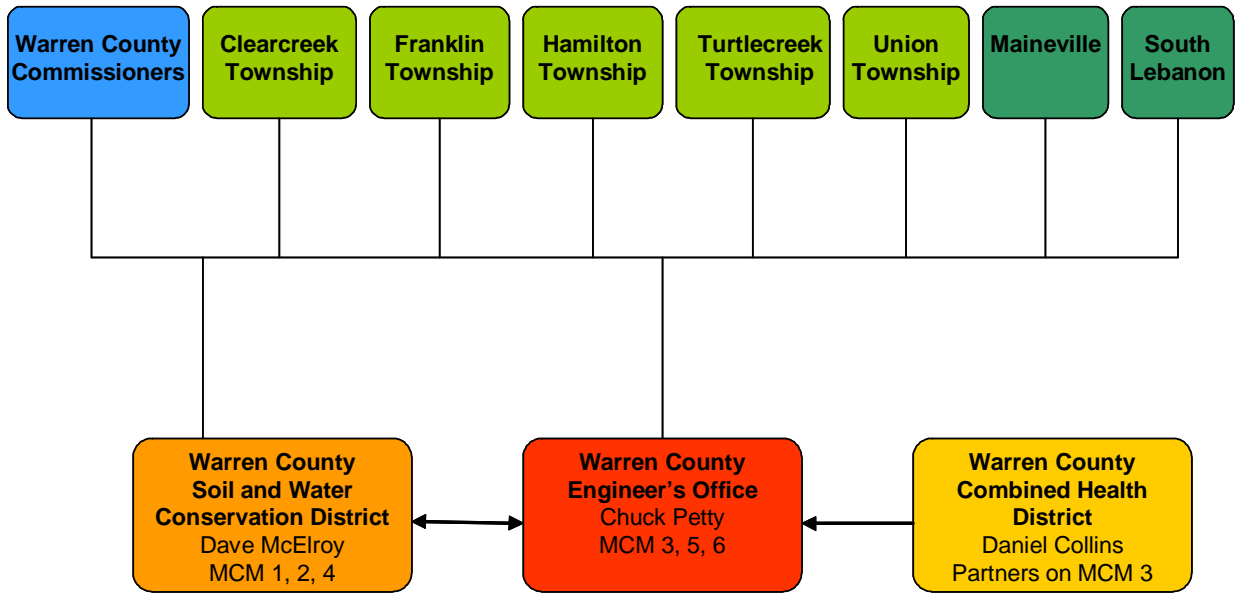 Warren County
Commissioners
Clearcreek
Township
Franklin
Township
Hamilton
Township
Turtlecreek
Township
Union
Township
Maineville
South
Lebanon
Warren County
Soil and Water
Conservation District
Dave McElroy
MCM 1, 2, 4
Warren County
Engineer's Office
Chuck Petty
MCM 3, 5, 6
Warren County
Combined Health
District
Daniel Collins
Partners on MCM 3